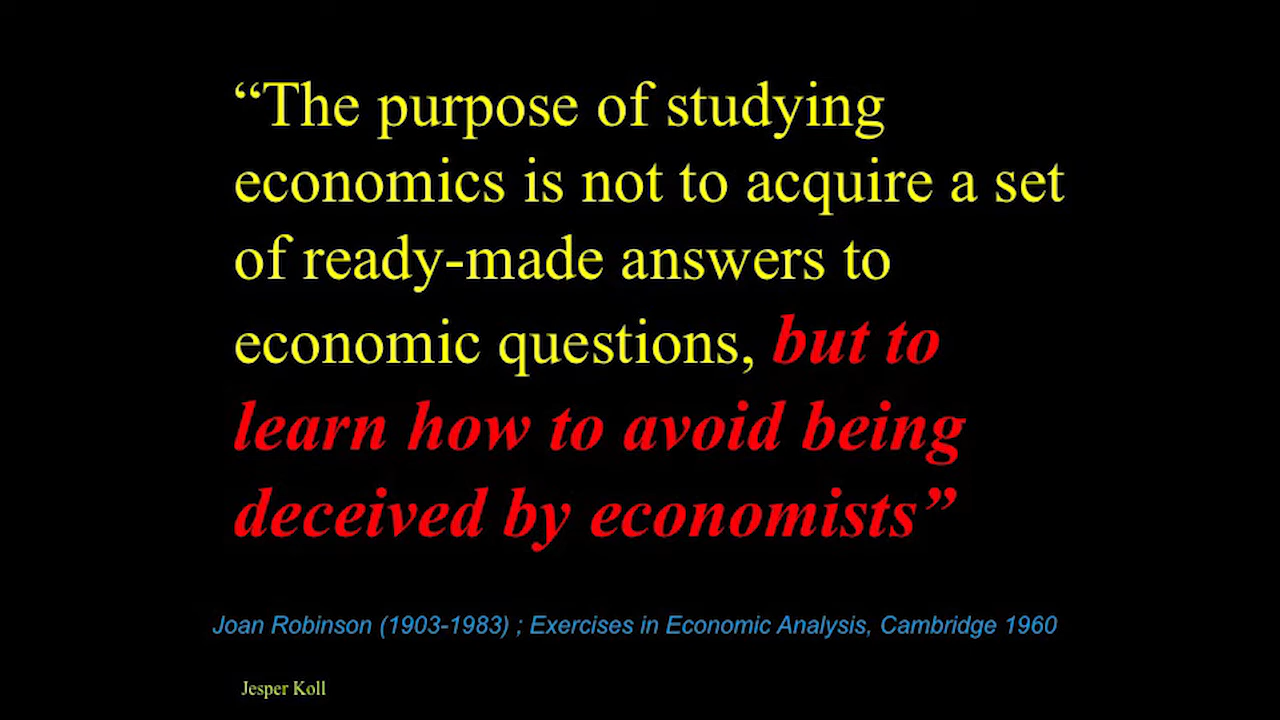 “The purpose of studying
economics is not to acquire a set
of ready-made answers to
economic questions, but to
learn how to avoid being
deceived by economists”
Joan Robinson (1903-1983) ; Exercises in Economic Analysis, Cambridge 1960
Jesper Koll